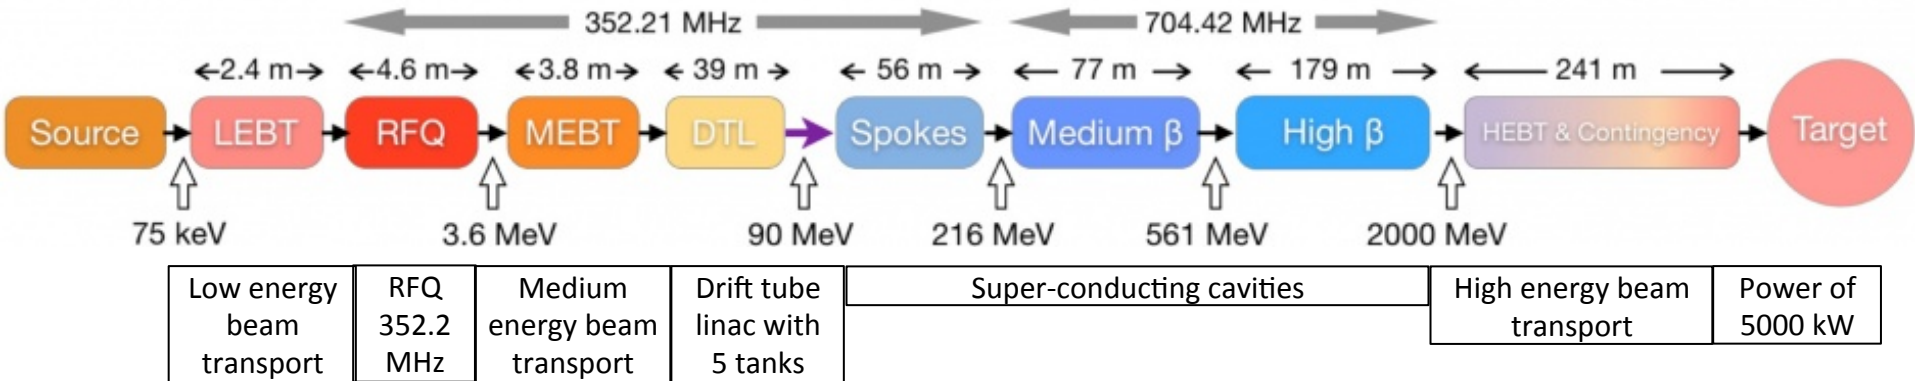 352.21 MHz 704.42 MHz
2.4 m 4.6 m 3.8 m 39 m 56 m 77 m 179 m 241 m
Source LEBT RFQ MEBT DTL Spokes Medium β High β HEBT & Contingency Target
75 keV 3.6 MeV 90 MeV 216 MeV 561 MeV 2000 MeV
Low energy
beam
transport
RFQ
352.2
MHz
Medium
energy beam
transport
Drift tube
linac with
5 tanks
Super-conducting cavities
High energy beam
transport
Power of
5000 kW